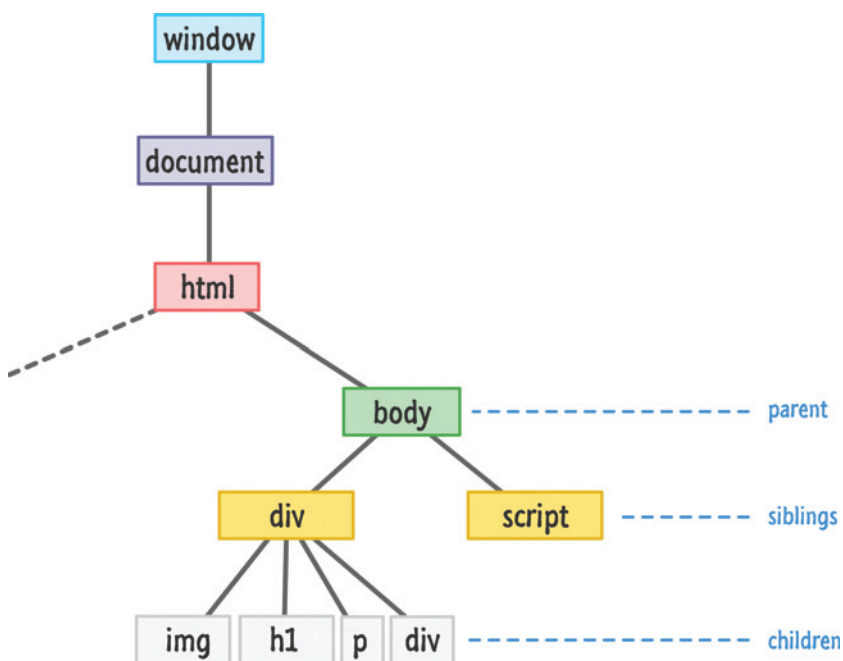 window
document
html
body parent
div script siblings
img h1 p div children